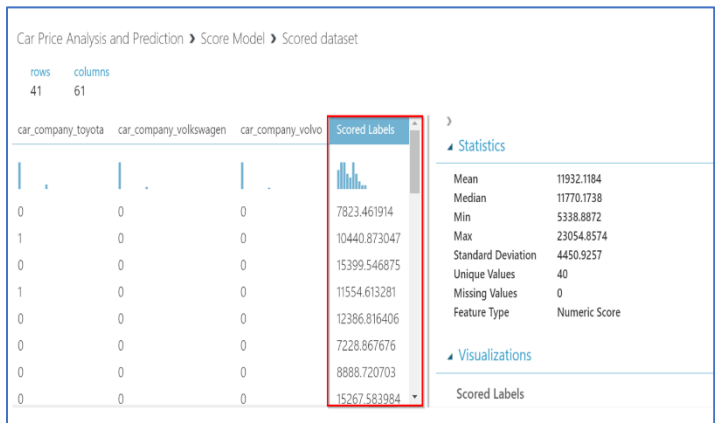 Car Price Analysis and Prediction › Score Model › Scored dataset
rows columns
41 61
car_company_toyota car_company_volkswagen car_company_volvo Scored Labels
0 0 0 7823.461914
1 0 0 10440.873047
0 0 0 15399.546875
1 0 0 11554.613281
0 0 0 12386.816406
0 0 0 7228.867676
0 0 0 8888.720703
0 0 0 15267.583984
Statistics
Mean 11932.1184
Median 11770.1738
Min 5338.8872
Max 23054.8574
Standard Deviation 4450.9257
Unique Values 40
Missing Values 0
Feature Type Numeric Score
Visualizations
Scored Labels